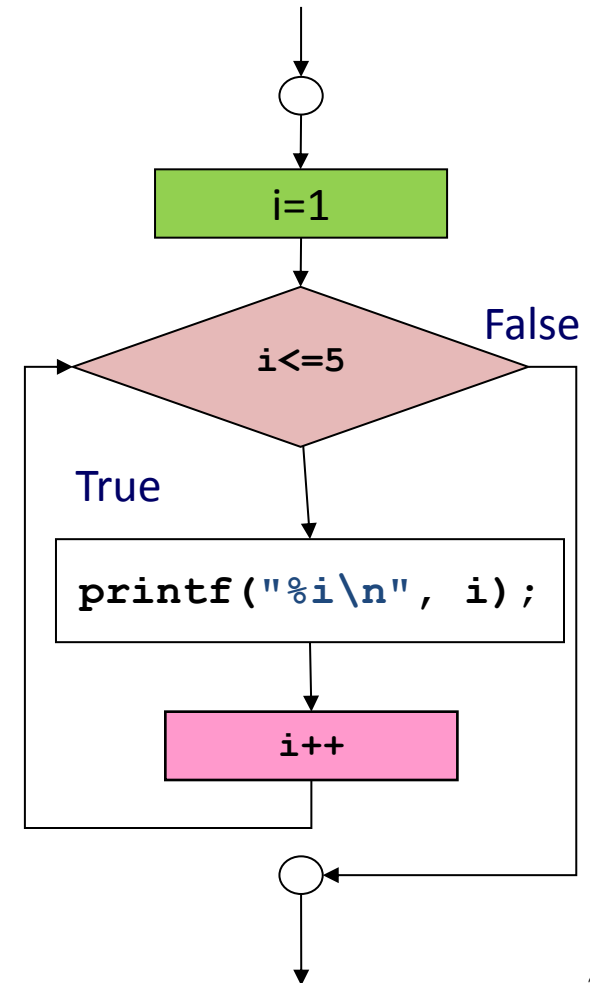 i=1
False
i<=5
True
printf("%i\n", i);
i++